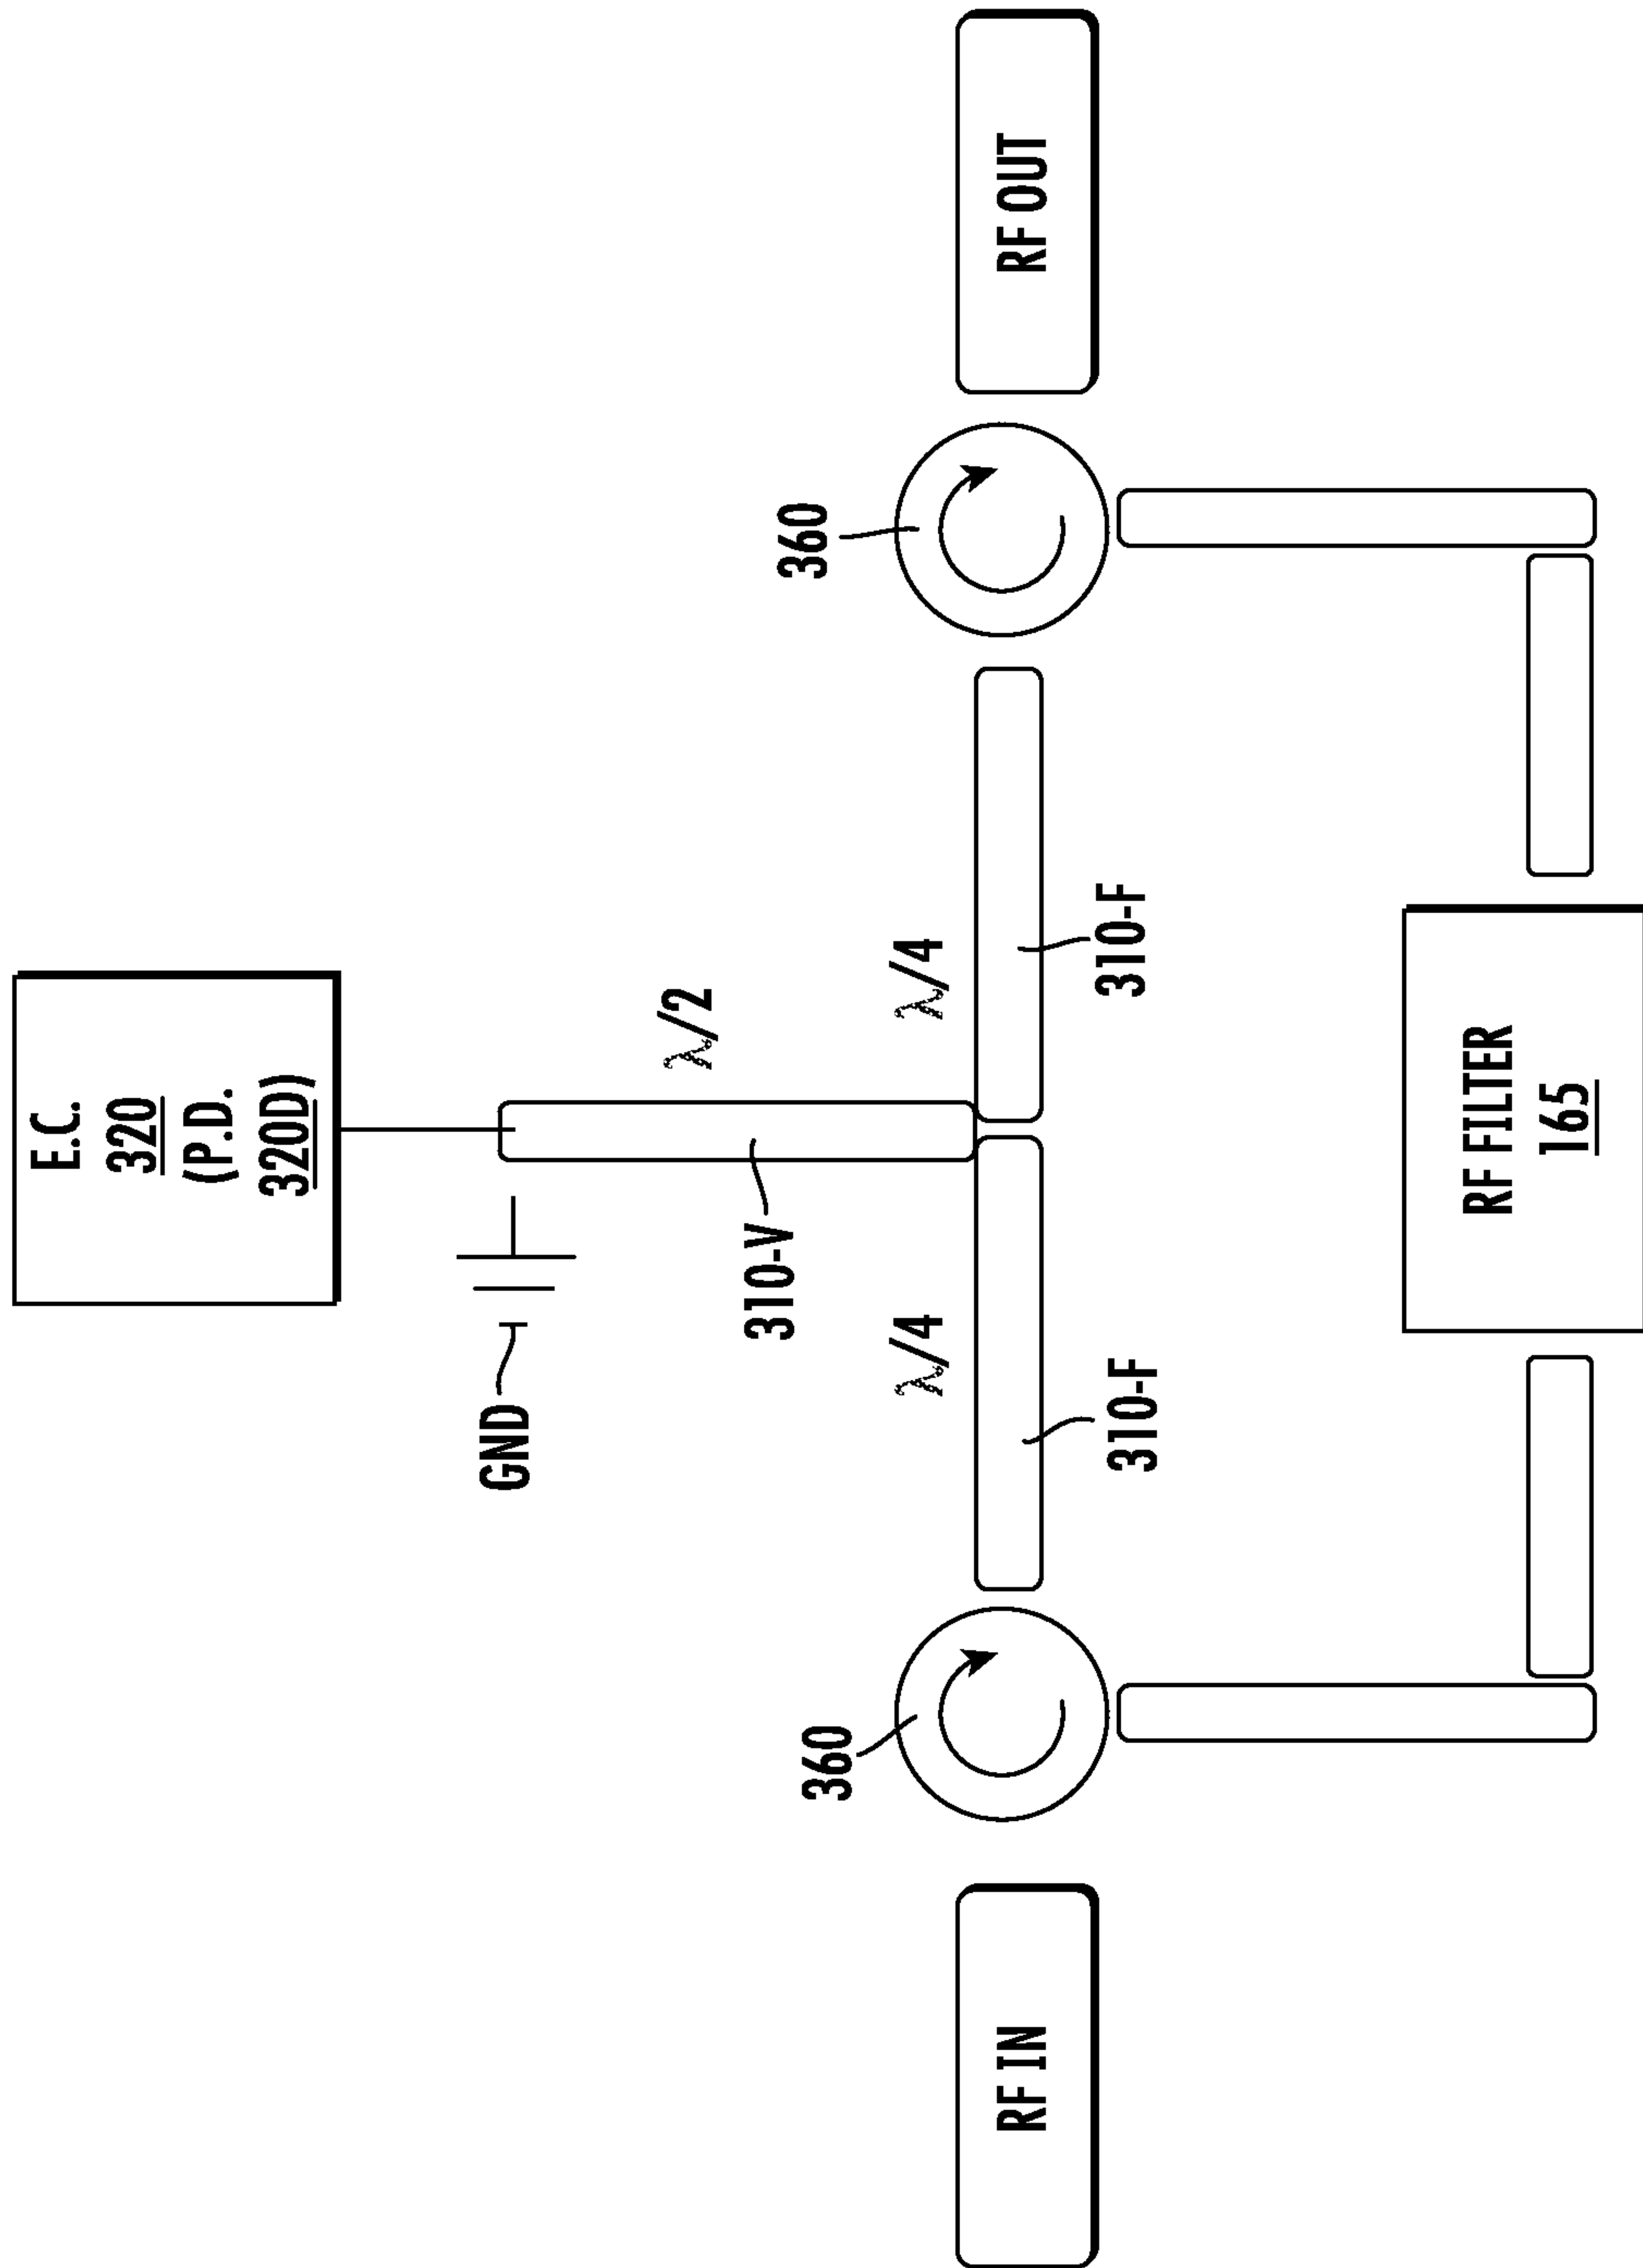 E.C.
320
(P.D.
320D)
GND
λ/2
310-V
λ/4
λ/4
310-F
310-F
360
360
RF IN
RF OUT
RF FILTER
165